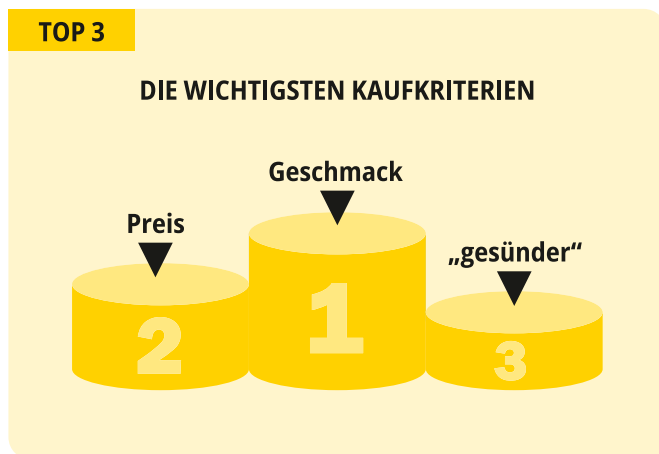 TOP 3
DIE WICHTIGSTEN KAUFKRITERIEN
Geschmack
Preis
„gesünder“
2
1
3